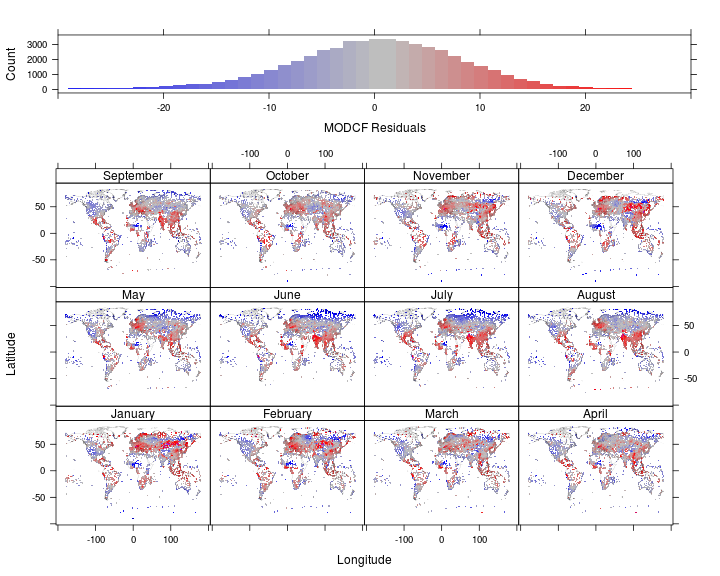 Count
3000
2000
1000
0
-20 -10 0 10 20
MODCF Residuals
-100 0 100 -100 0 100
September October November December
50
0
-50
May June July August
50
0
-50
Latitude
January February March April
50
0
-50
-100 0 100 -100 0 100
Longitude